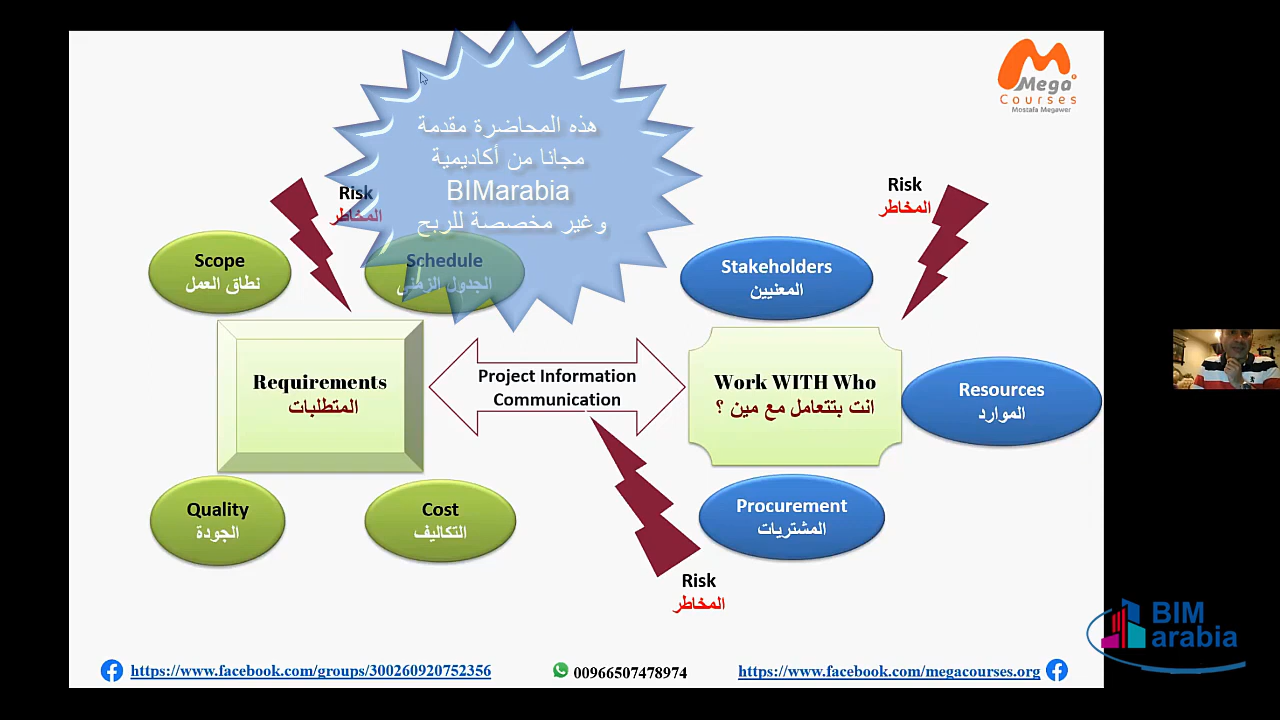 Mega
Courses
Mostafa Megawer
هذه المحاضرة مقدمة
مجانا من أكاديمية
BIMarabia
وغير مخصصة للربح
Risk
المخاطر
Risk
المخاطر
Scope
نطاق العمل
Schedule
الجدول الزمني
Stakeholders
المعنيين
Requirements
المتطلبات
Project Information
Communication
Work WITH Who
انت بتتعامل مع مين ؟
Resources
الموارد
Quality
الجودة
Cost
التكاليف
Procurement
المشتريات
Risk
المخاطر
BIM
arabia
https://www.facebook.com/groups/300260920752356
00966507478974
https://www.facebook.com/megacourses.org